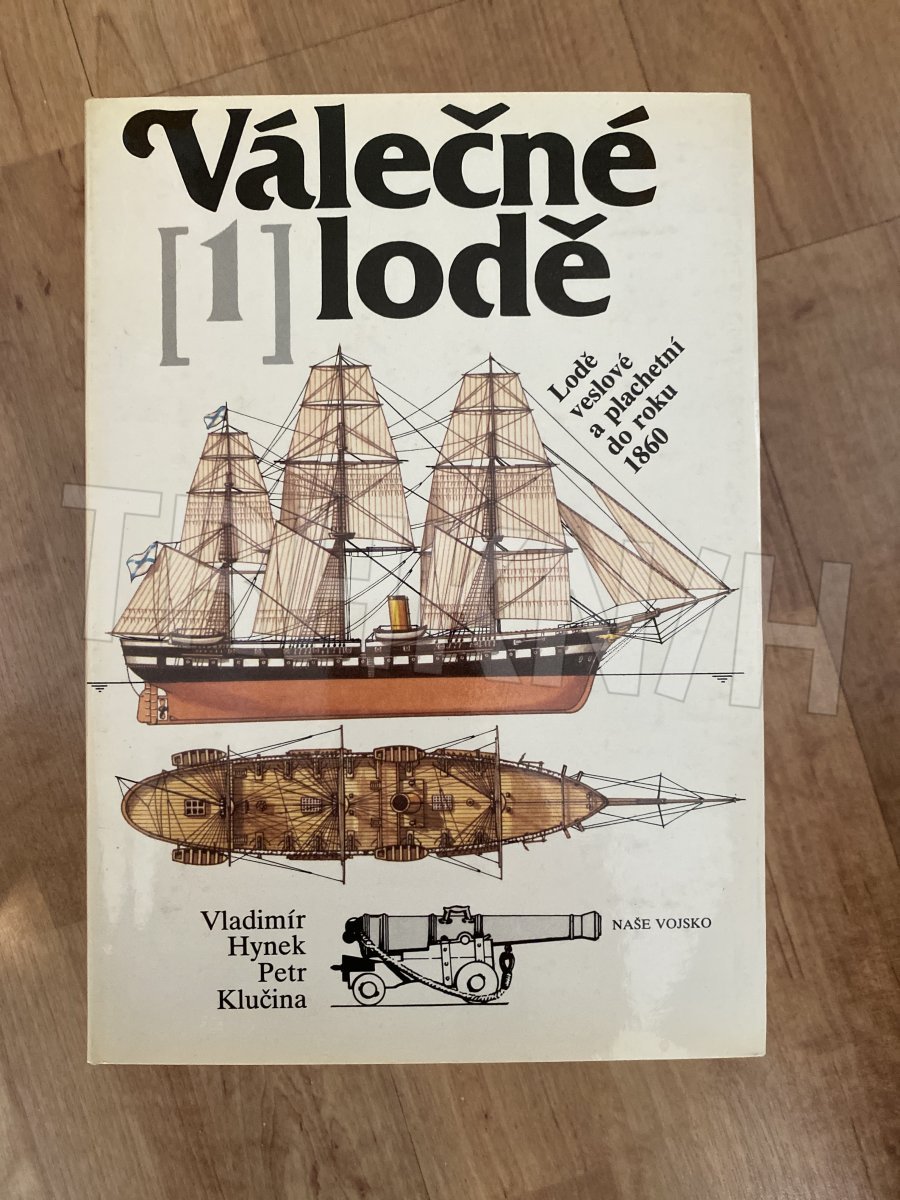 Válečné
[1] lodě
Lodě
veslové
a plachetní
do roku
1860
Vladimír
Hynek
Petr
Klučina
NAŠE VOJSKO